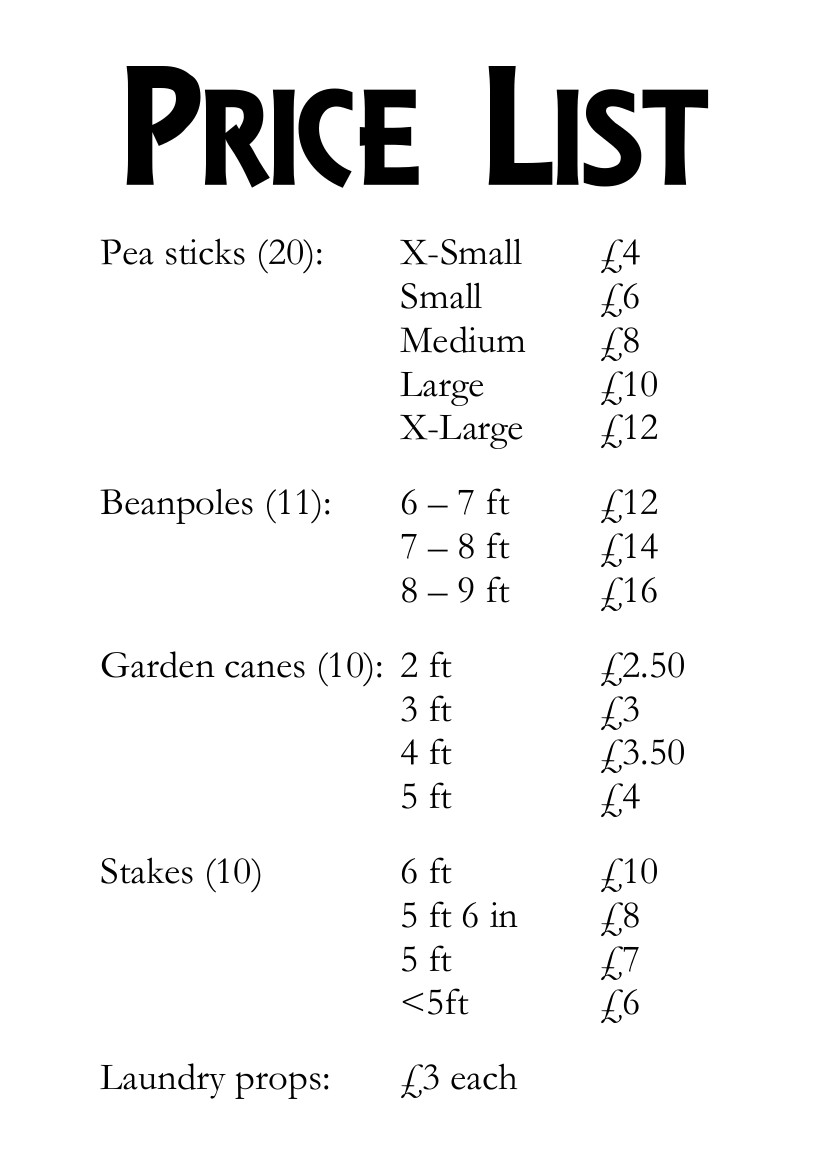 PRICE LIST
Pea sticks (20): X-Small £4
Small £6
Medium £8
Large £10
X-Large £12
Beanpoles (11): 6 – 7 ft £12
7 – 8 ft £14
8 – 9 ft £16
Garden canes (10): 2 ft £2.50
3 ft £3
4 ft £3.50
5 ft £4
Stakes (10) 6 ft £10
5 ft 6 in £8
5 ft £7
<5ft £6
Laundry props: £3 each